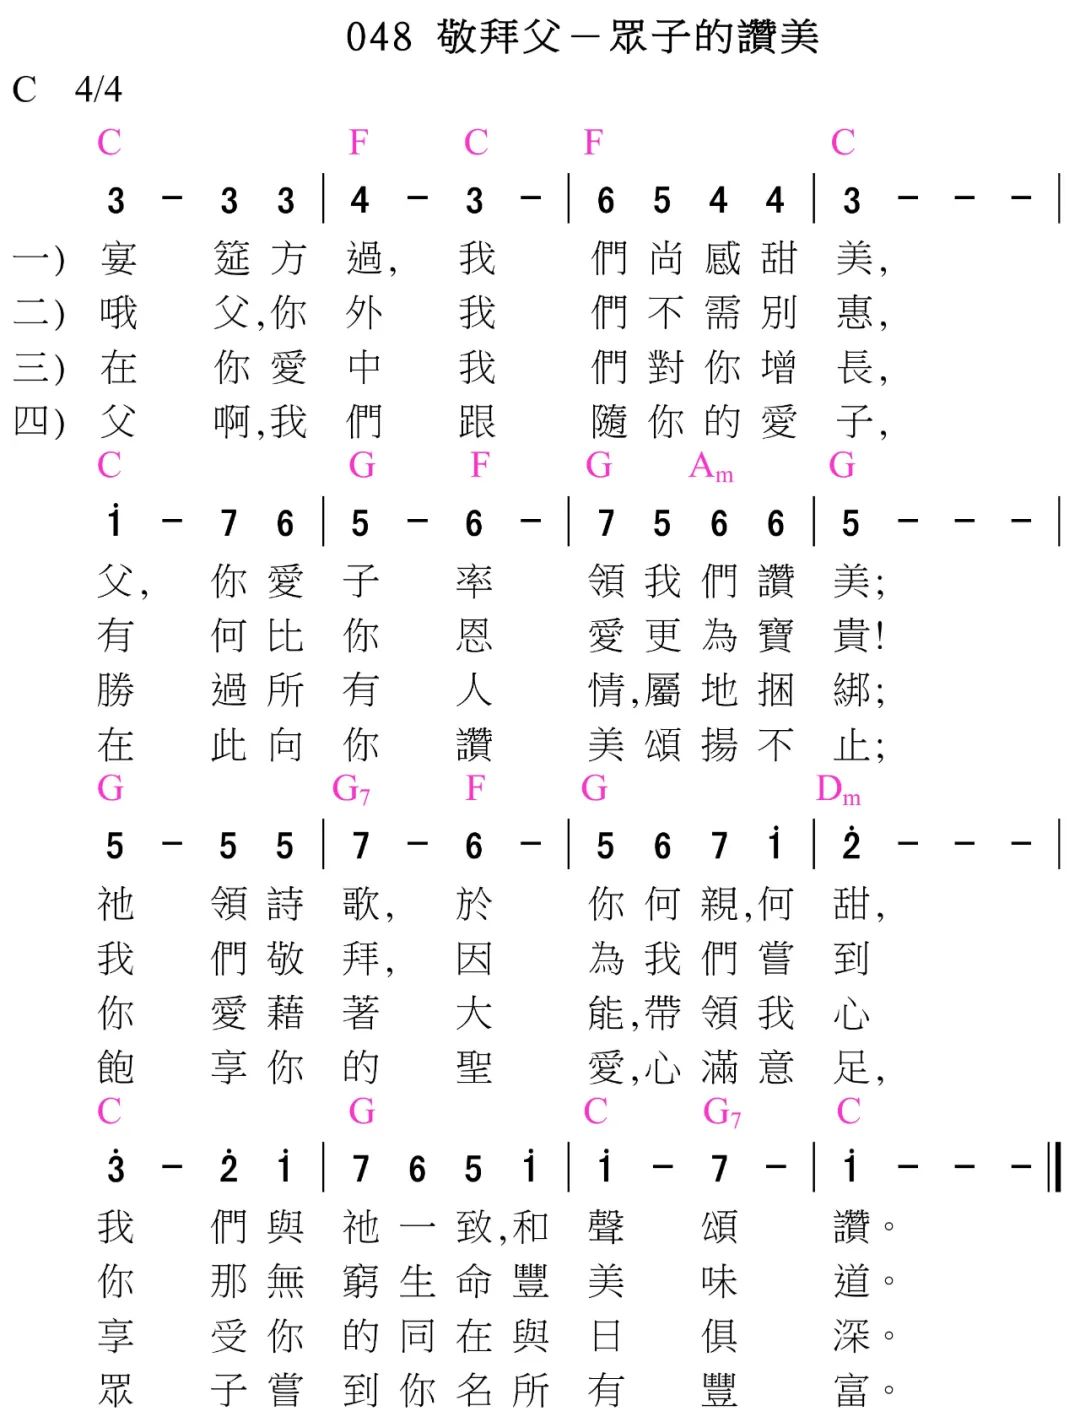 048 敬拜父－眾子的讚美
C 4/4
C F C F C
3 - 3 3 | 4 - 3 - | 6 5 4 4 | 3 - - - |
一) 宴 筵方過, 我 們尚感甜美,
二) 哦 父,你外 我 們不需別惠,
三) 在 你愛中 我 們對你增長,
四) 父 啊,我們 跟 隨你的愛子,
C G F G Am G
i - 7 6 | 5 - 6 - | 7 5 6 6 | 5 - - - |
父, 你愛子 率 領我們讚美;
有 何比你 恩 愛更為寶貴!
勝 過所有 人 情,屬地捆綁;
在 此向你 讚 美頌揚不止;
G G7 F G Dm
5 - 5 5 | 7 - 6 - | 5 6 7 i | 2̇ - - - |
祂 領詩歌, 於 你何親,何甜,
我 們敬拜, 因 為我們嘗到
你 愛藉著 大 能,帶領我心
飽 享你的 聖 愛,心滿意足,
C G C G7 C
3̇ - 2̇ i | 7 6 5 i | i - 7 - | i - - - ‖
我 們與祂一致,和聲 頌 讚。
你 那無窮生命豐美 味 道。
享 受你的同在與日 俱 深。
眾 子嘗到你名所有 豐 富。